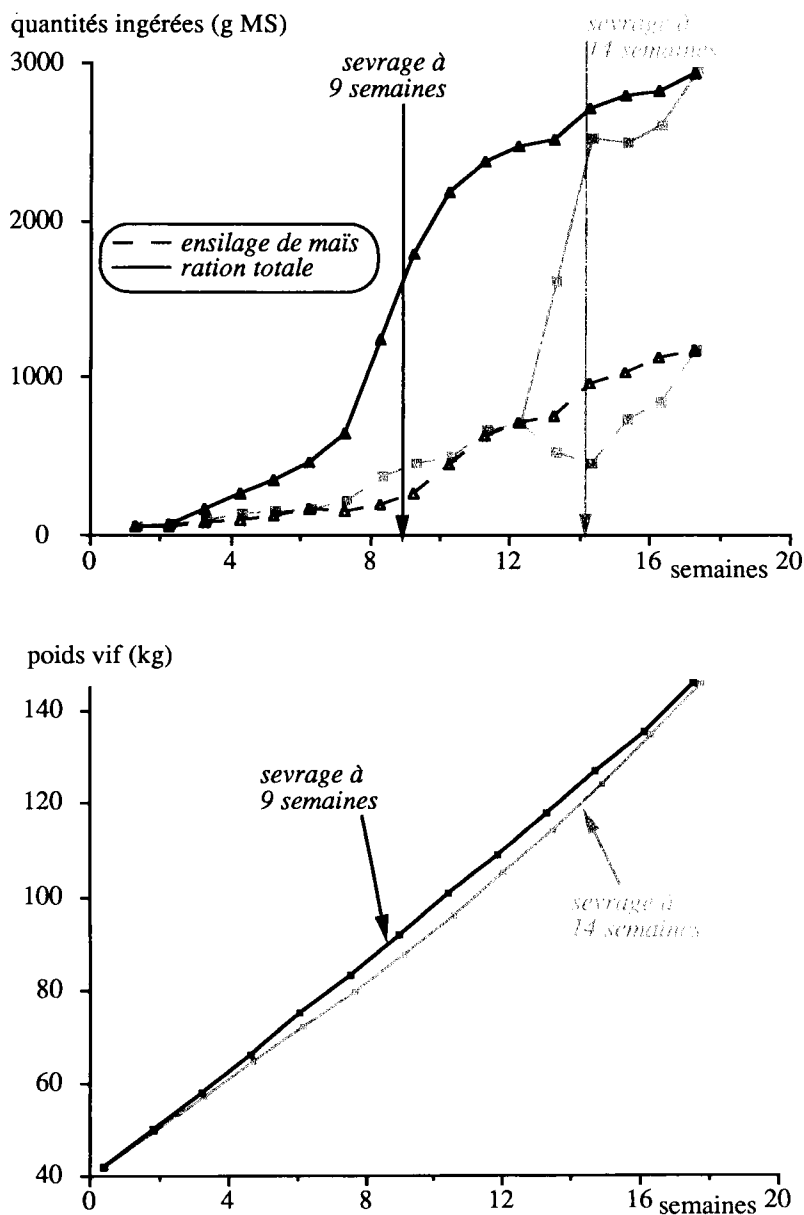 quantités ingérées (g MS)
sevrage à
14 semaines
3000
sevrage à
9 semaines
2000
ensilage de maïs
ration totale
1000
0
0
4
8
12
16
semaines
20
poids vif (kg)
140
sevrage à
9 semaines
120
100
sevrage à
14 semaines
80
60
40
0
4
8
12
16
semaines
20